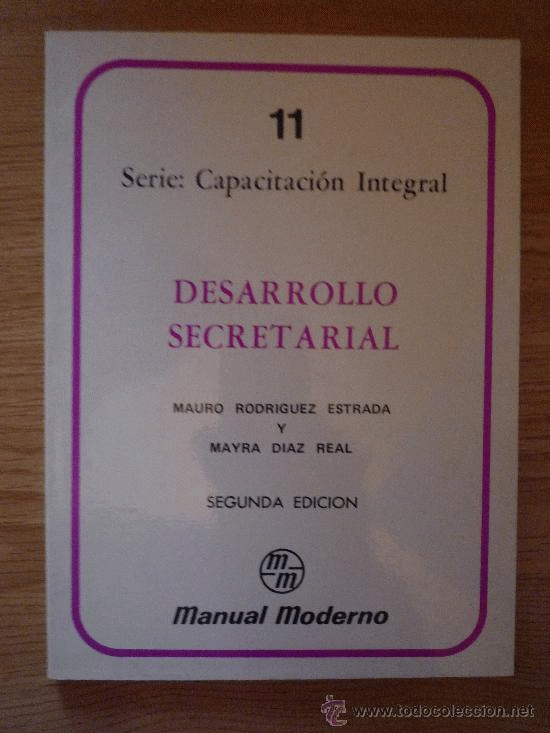 11
Serie: Capacitación Integral
DESARROLLO
SECRETARIAL
MAURO RODRIGUEZ ESTRADA
Y
MAYRA DIAZ REAL
SEGUNDA EDICION
m
m
Manual Moderno
http://www.todocoleccion.net